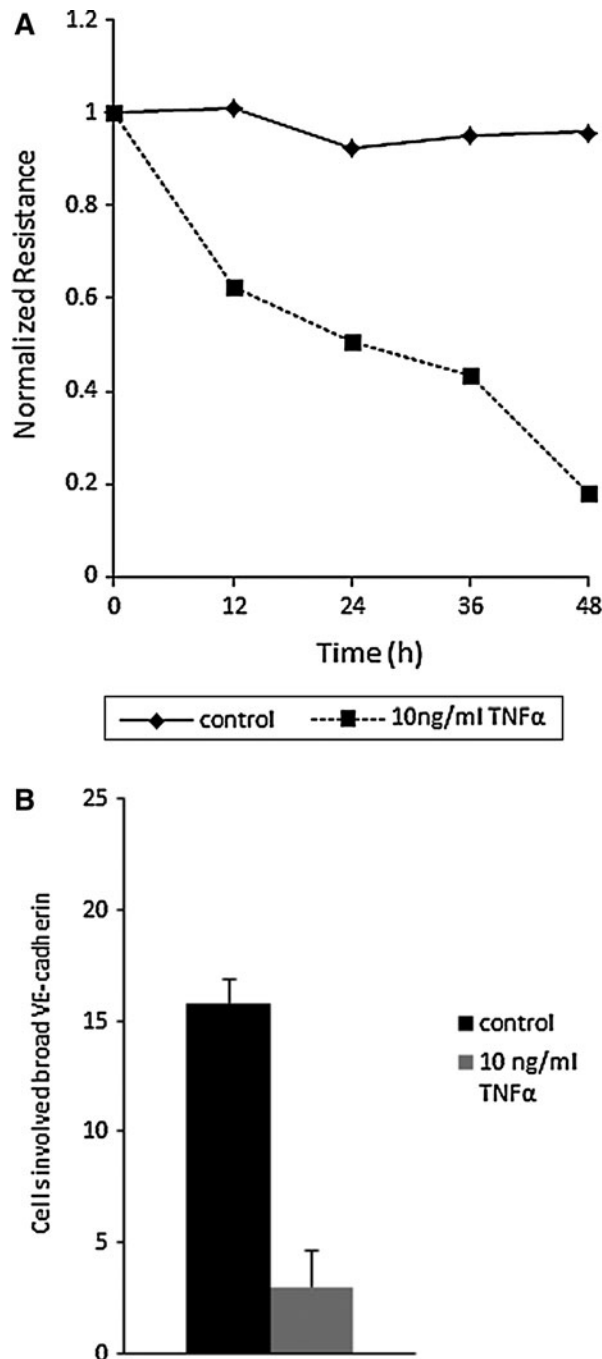 A
1.2
1
0.8
0.6
0.4
0.2
0
Normalized Resistance
0 12 24 36 48
Time (h)
control 10ng/ml TNFα
B
25
20
15
10
5
0
Cells involved broad VE-cadherin
control
10 ng/ml
TNFα